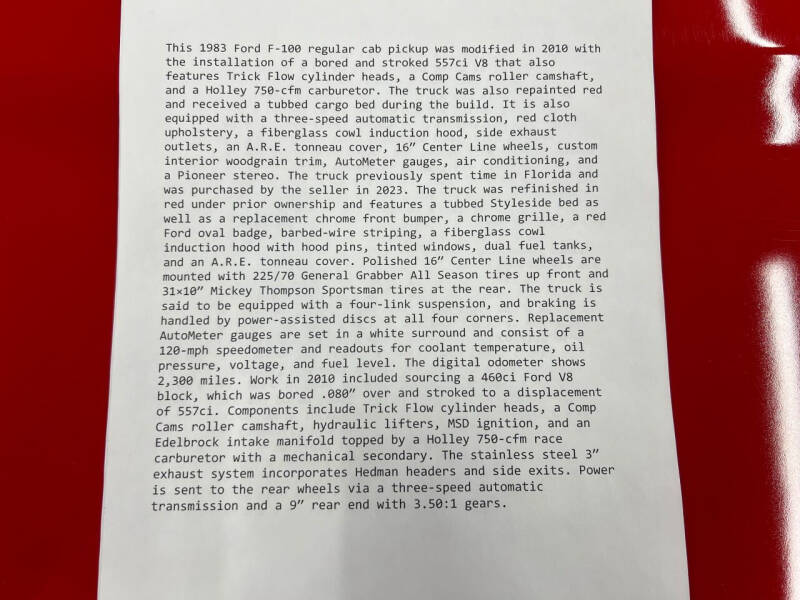 This 1983 Ford F-100 regular cab pickup was modified in 2010 with
the installation of a bored and stroked 557ci V8 that also
features Trick Flow cylinder heads, a Comp Cams roller camshaft,
and a Holley 750-cfm carburetor. The truck was also repainted red
and received a tubbed cargo bed during the build. It is also
equipped with a three-speed automatic transmission, red cloth
upholstery, a fiberglass cowl induction hood, side exhaust
outlets, an A.R.E. tonneau cover, 16” Center Line wheels, custom
interior woodgrain trim, AutoMeter gauges, air conditioning, and
a Pioneer stereo. The truck previously spent time in Florida and
was purchased by the seller in 2023. The truck was refinished in
red under prior ownership and features a tubbed Styleside bed as
well as a replacement chrome front bumper, a chrome grille, a red
Ford oval badge, barbed-wire striping, a fiberglass cowl
induction hood with hood pins, tinted windows, dual fuel tanks,
and an A.R.E. tonneau cover. Polished 16” Center Line wheels are
mounted with 225/70 General Grabber All Season tires up front and
31×10” Mickey Thompson Sportsman tires at the rear. The truck is
said to be equipped with a four-link suspension, and braking is
handled by power-assisted discs at all four corners. Replacement
AutoMeter gauges are set in a white surround and consist of a
120-mph speedometer and readouts for coolant temperature, oil
pressure, voltage, and fuel level. The digital odometer shows
2,300 miles. Work in 2010 included sourcing a 460ci Ford V8
block, which was bored .080” over and stroked to a displacement
of 557ci. Components include Trick Flow cylinder heads, a Comp
Cams roller camshaft, hydraulic lifters, MSD ignition, and an
Edelbrock intake manifold topped by a Holley 750-cfm race
carburetor with a mechanical secondary. The stainless steel 3”
exhaust system incorporates Hedman headers and side exits. Power
is sent to the rear wheels via a three-speed automatic
transmission and a 9” rear end with 3.50:1 gears.